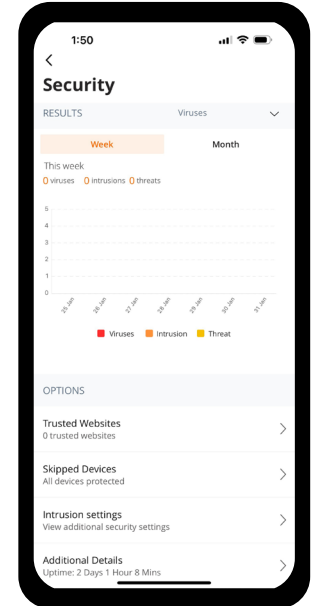 1:50
Security
RESULTS Viruses
Week Month
This week
0 viruses 0 intrusions 0 threats
5
4
3
2
1
0
25 Jan 26 Jan 27 Jan 28 Jan 29 Jan 30 Jan 31 Jan
Viruses Intrusion Threat
OPTIONS
Trusted Websites
0 trusted websites
Skipped Devices
All devices protected
Intrusion settings
View additional security settings
Additional Details
Uptime: 2 Days 1 Hour 8 Mins